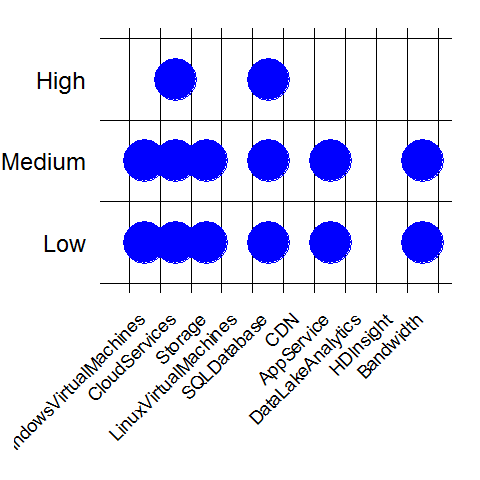 High
Medium
Low
ndowsVirtualMachines
CloudServices
Storage
LinuxVirtualMachines
SQLDatabase
CDN
AppService
DataLakeAnalytics
HDInsight
Bandwidth